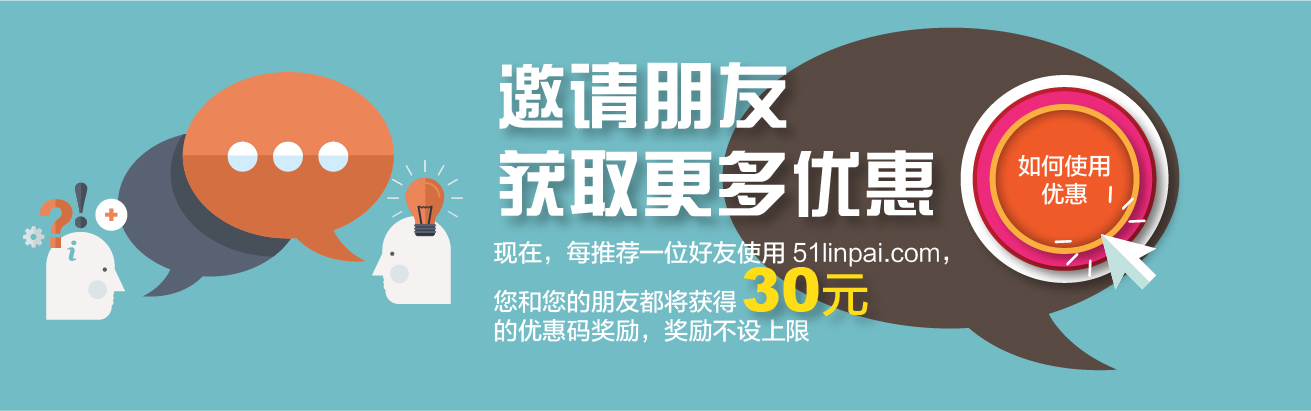 邀请朋友
获取更多优惠
现在，每推荐一位好友使用 51linpai.com，
您和您的朋友都将获得 30元
的优惠码奖励，奖励不设上限
如何使用
优惠
?
!
i